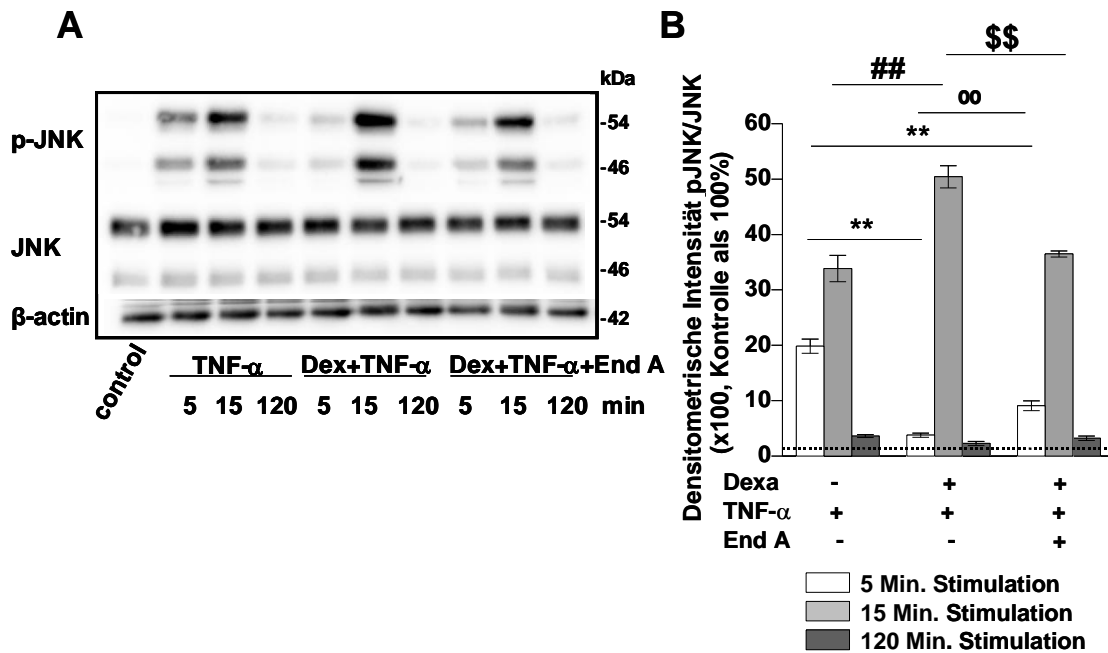 A
kDa
p-JNK
-54
-46
JNK
-54
-46
β-actin
-42
control
TNF-α Dex+TNF-α Dex+TNF-α+End A
5 15 120 5 15 120 5 15 120 min
B
$$
##
oo
**
**
Densitometrische Intensität pJNK/JNK
(x100, Kontrolle als 100%)
60
50
40
30
20
10
0
Dexa - + +
TNF-α + + +
End A - - +
5 Min. Stimulation
15 Min. Stimulation
120 Min. Stimulation